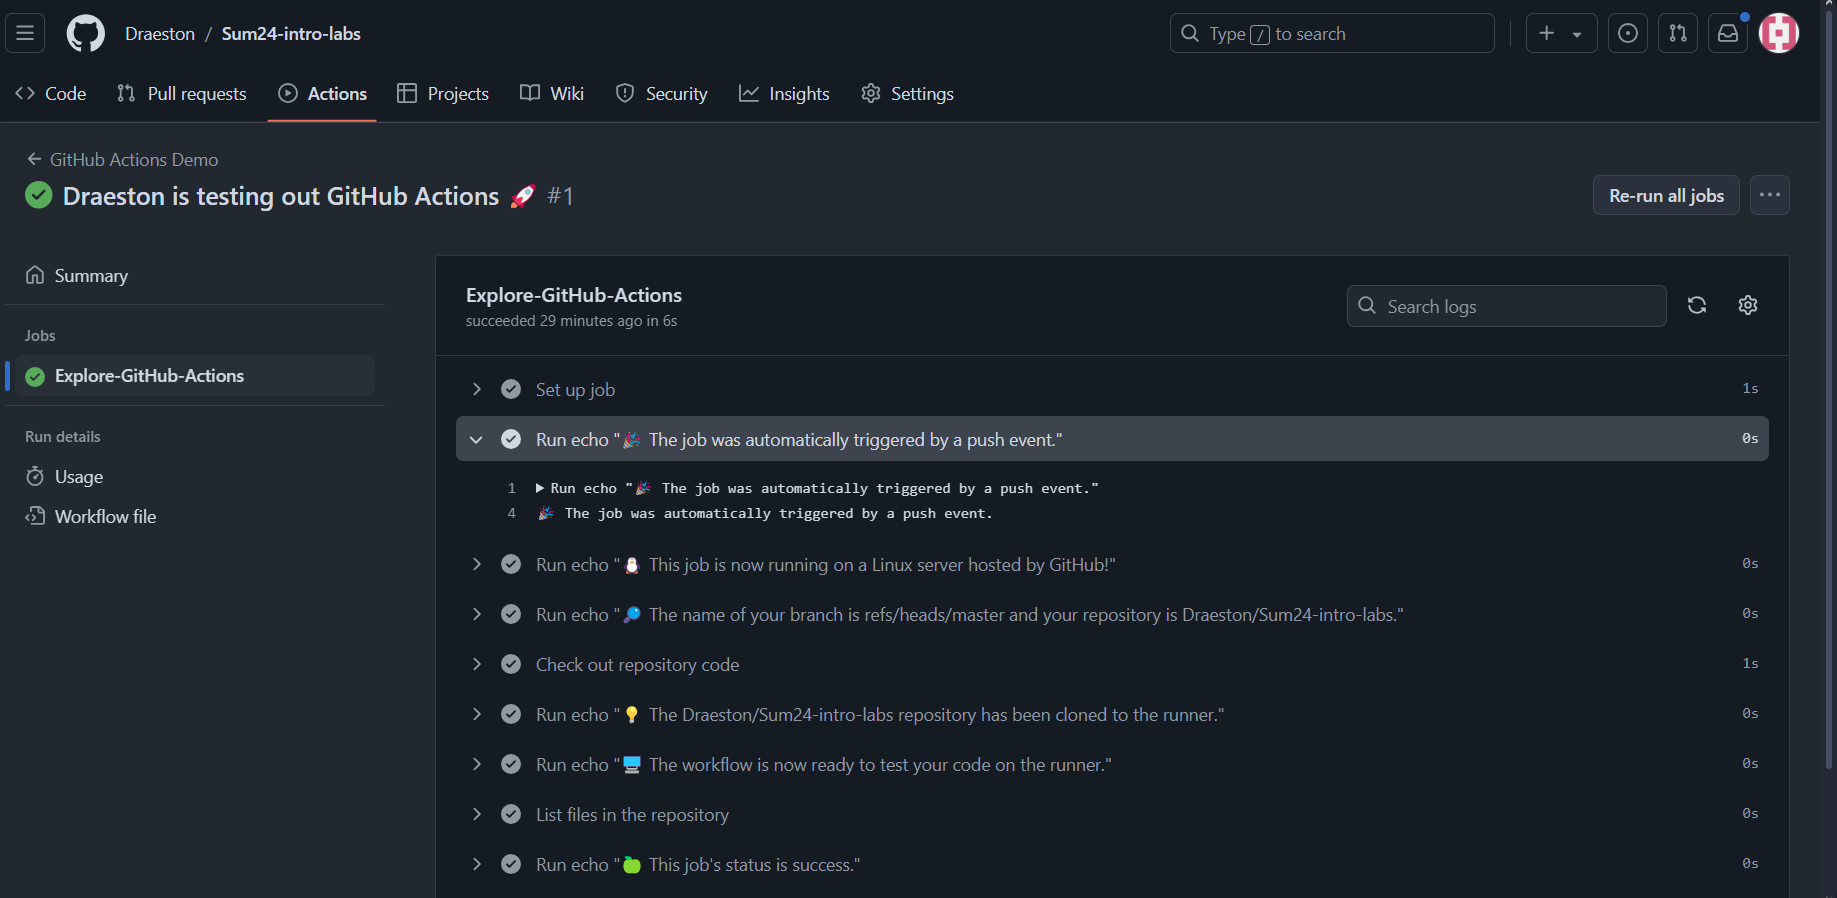 Draeston / Sum24-intro-labs
Type / to search
Code Pull requests Actions Projects Wiki Security Insights Settings
GitHub Actions Demo
Draeston is testing out GitHub Actions 🚀 #1
Re-run all jobs
Summary
Jobs
Explore-GitHub-Actions
Run details
Usage
Workflow file
Explore-GitHub-Actions
succeeded 29 minutes ago in 6s
Search logs
Set up job 1s
Run echo "🎉 The job was automatically triggered by a push event." 0s
1 Run echo "🎉 The job was automatically triggered by a push event."
4 🎉 The job was automatically triggered by a push event.
Run echo "🐧 This job is now running on a Linux server hosted by GitHub!" 0s
Run echo "🔎 The name of your branch is refs/heads/master and your repository is Draeston/Sum24-intro-labs." 0s
Check out repository code 1s
Run echo "💡 The Draeston/Sum24-intro-labs repository has been cloned to the runner." 0s
Run echo "🖥️ The workflow is now ready to test your code on the runner." 0s
List files in the repository 0s
Run echo "🍏 This job's status is success." 0s